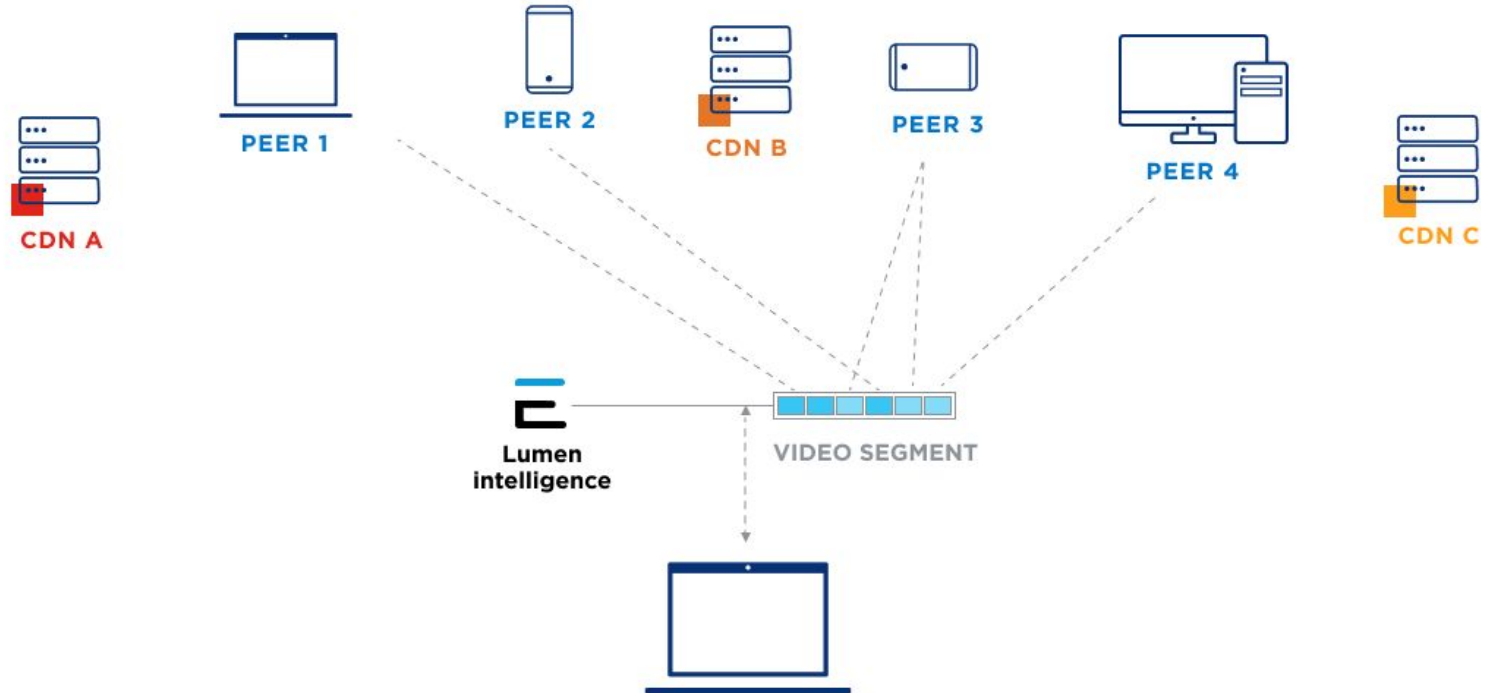 PEER 1
PEER 2
CDN B
PEER 3
PEER 4
CDN A
CDN C
Lumen
intelligence
VIDEO SEGMENT